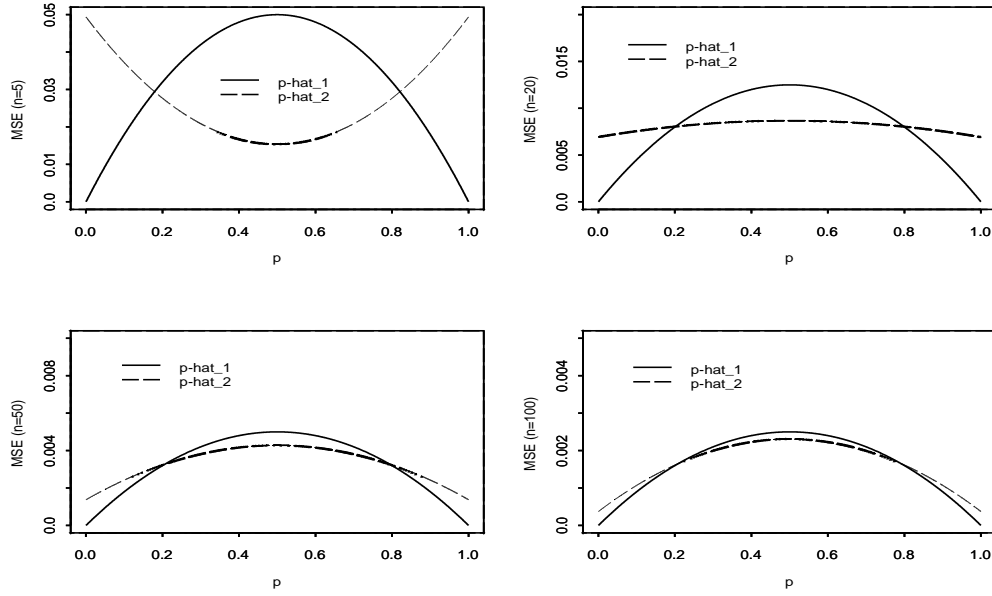 MSE (n=5)
0.0 0.01 0.03 0.05
p-hat_1
p-hat_2
0.0 0.2 0.4 0.6 0.8 1.0
p
MSE (n=20)
0.0 0.005 0.015
p-hat_1
p-hat_2
0.0 0.2 0.4 0.6 0.8 1.0
p
MSE (n=50)
0.0 0.004 0.008
p-hat_1
p-hat_2
0.0 0.2 0.4 0.6 0.8 1.0
p
MSE (n=100)
0.0 0.002 0.004
p-hat_1
p-hat_2
0.0 0.2 0.4 0.6 0.8 1.0
p